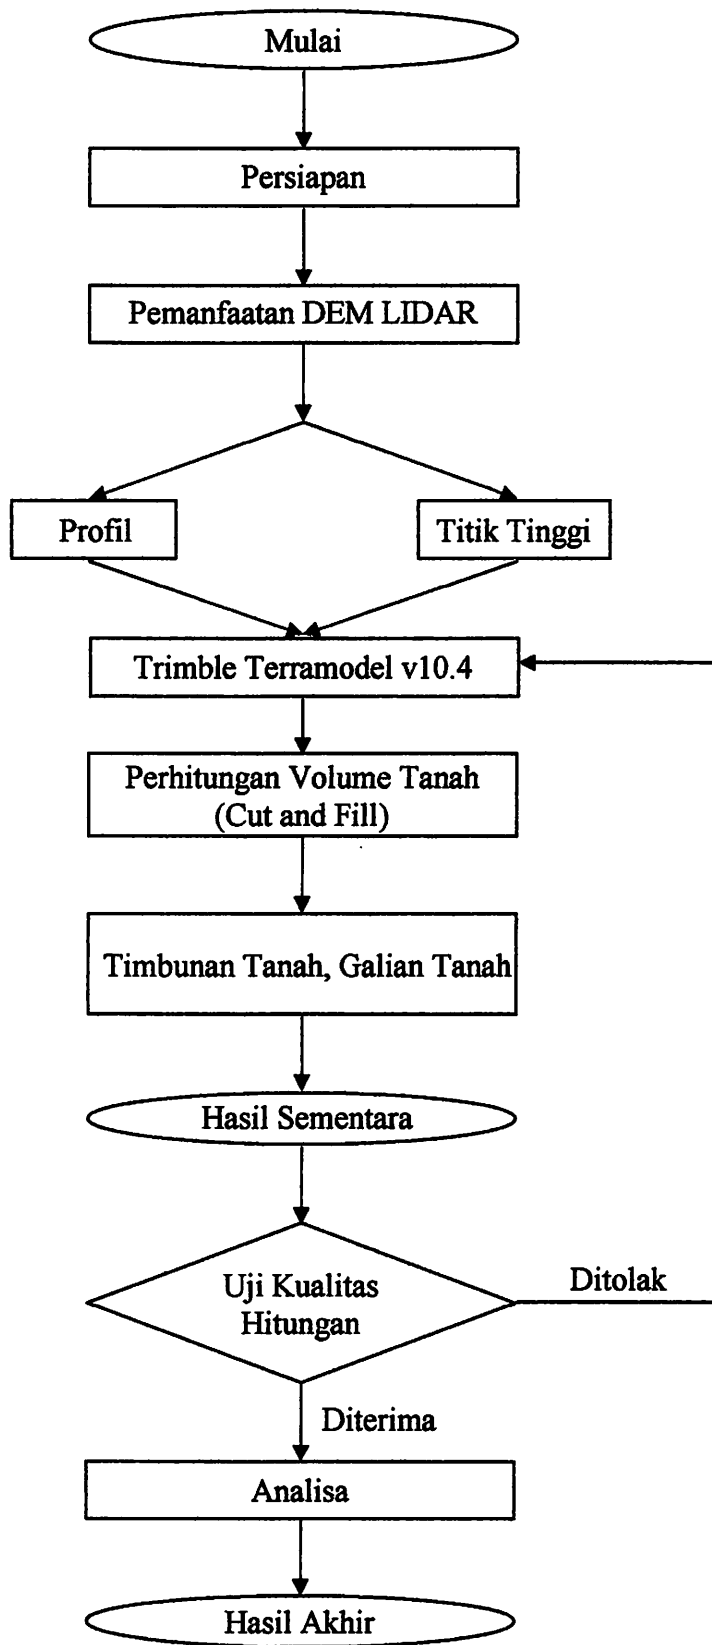 Mulai
Persiapan
Pemanfaatan DEM LIDAR
Profil
Titik Tinggi
Trimble Terramodel v10.4
Perhitungan Volume Tanah
(Cut and Fill)
Timbunan Tanah, Galian Tanah
Hasil Sementara
Uji Kualitas
Hitungan
Ditolak
Diterima
Analisa
Hasil Akhir